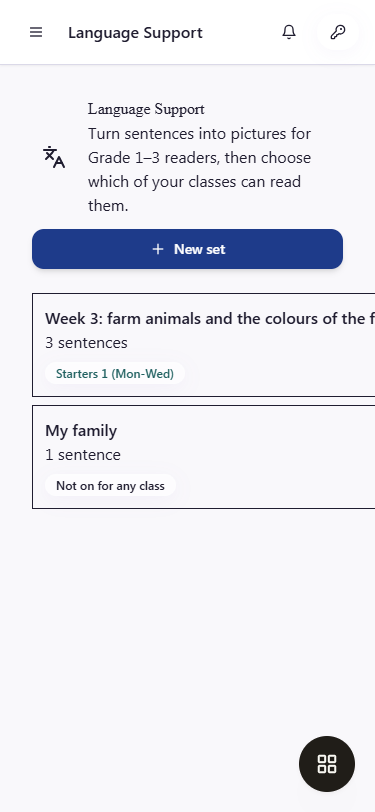 Language Support
Language Support
Turn sentences into pictures for
Grade 1–3 readers, then choose
which of your classes can read
them.
New set
Week 3: farm animals and the colours of the
3 sentences
Starters 1 (Mon-Wed)
My family
1 sentence
Not on for any class